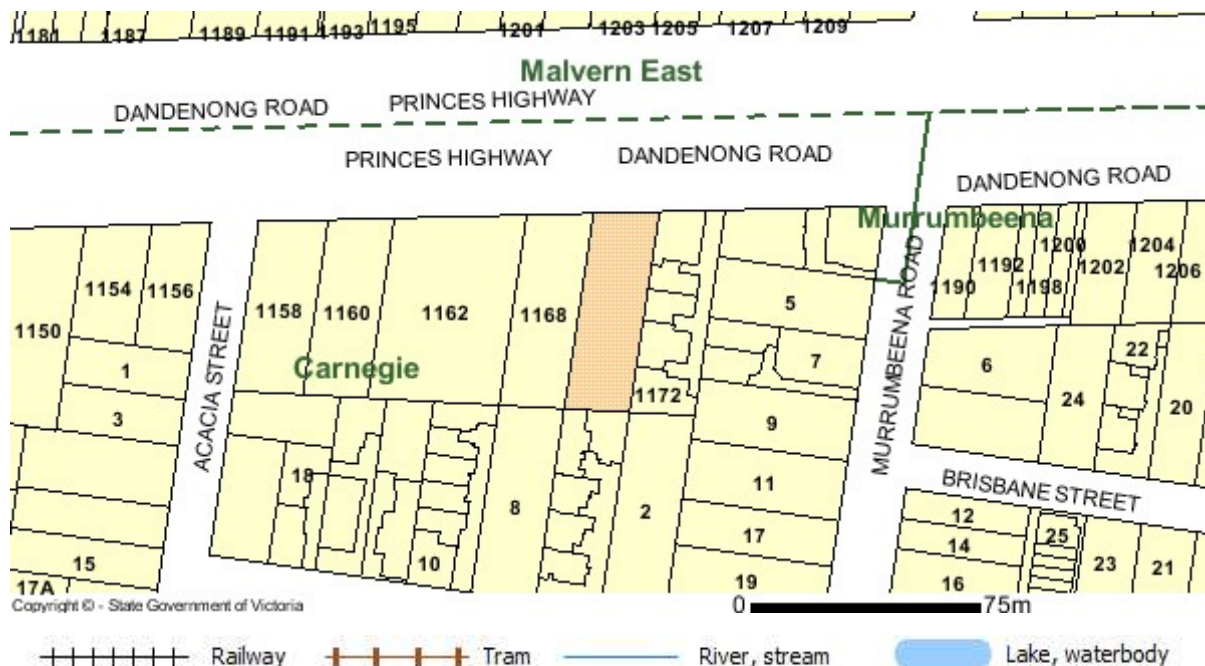 1181 1187 1189 1191 1193 1195 1201 1203 1205 1207 1209
Malvern East
DANDENONG ROAD PRINCES HIGHWAY
PRINCES HIGHWAY DANDENONG ROAD
DANDENONG ROAD
Murrumbeena
1150 1154 1156 1158 1160 1162 1168
1190 1192 1198 1200 1202 1204 1206
ACACIA STREET
MURRUMBEENA ROAD
Carnegie
1 3
5 7
1172
9 11 17 19
6 24 22 20
18 10 8 2
BRISBANE STREET
12 14 16 25 23 21
15
17A
Copyright © - State Government of Victoria
0 75m
Railway Tram River, stream Lake, waterbody